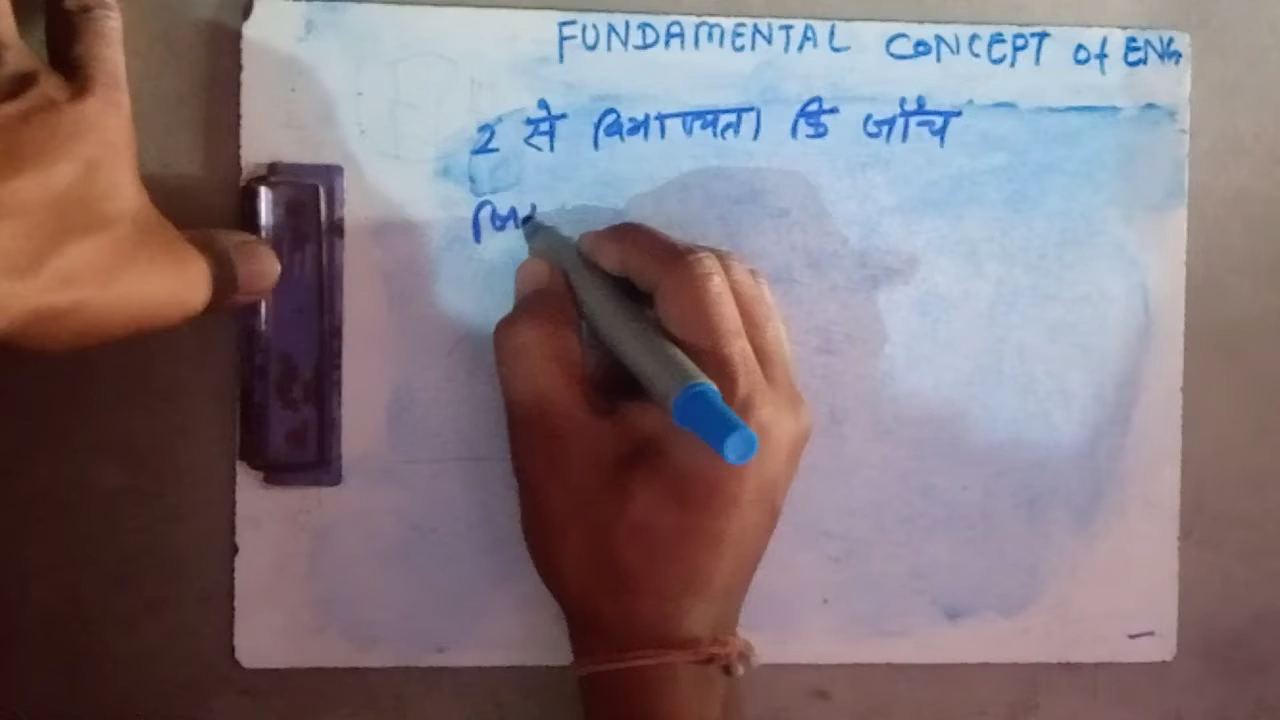 FUNDAMENTAL CONCEPT of ENG
2 से विभाज्यता कि जाँच